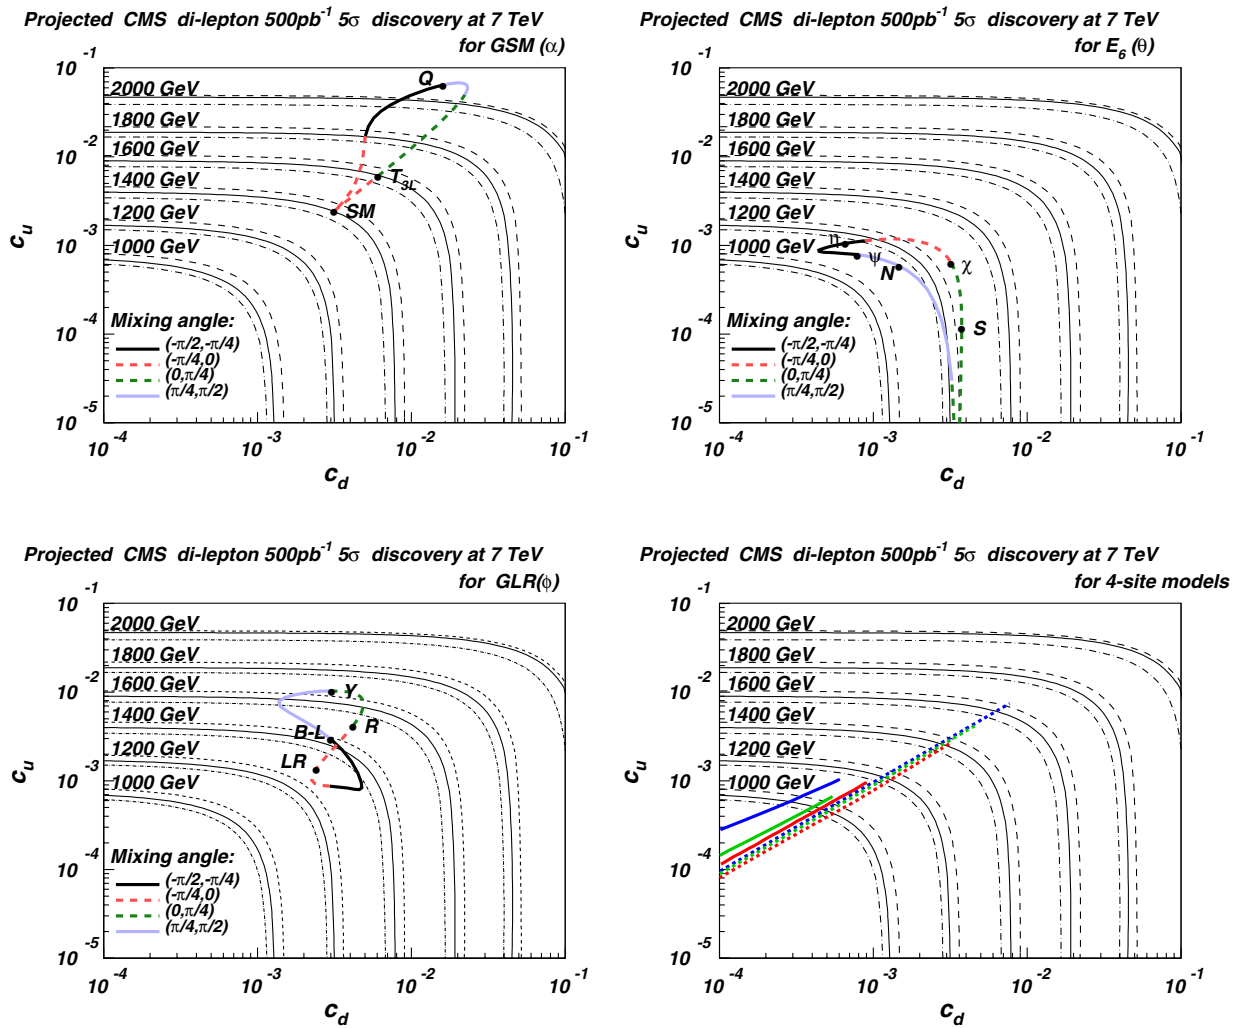 Projected CMS di-lepton 500pb⁻¹ 5σ discovery at 7 TeV
for GSM (α)
10⁻¹
2000 GeV
Q
1800 GeV
10⁻²
1600 GeV
T₃L
1400 GeV
SM
1200 GeV
10⁻³
1000 GeV
c_u
10⁻⁴
Mixing angle:
(-π/2,-π/4)
(-π/4,0)
(0,π/4)
(π/4,π/2)
10⁻⁵
10⁻⁴ 10⁻³ 10⁻² 10⁻¹
c_d
Projected CMS di-lepton 500pb⁻¹ 5σ discovery at 7 TeV
for E₆ (θ)
10⁻¹
2000 GeV
1800 GeV
10⁻²
1600 GeV
1400 GeV
1200 GeV
10⁻³
η
1000 GeV
ψ
N
χ
c_u
S
10⁻⁴
Mixing angle:
(-π/2,-π/4)
(-π/4,0)
(0,π/4)
(π/4,π/2)
10⁻⁵
10⁻⁴ 10⁻³ 10⁻² 10⁻¹
c_d
Projected CMS di-lepton 500pb⁻¹ 5σ discovery at 7 TeV
for GLR(ϕ)
10⁻¹
2000 GeV
1800 GeV
10⁻²
1600 GeV
Y
1400 GeV
R
B-L
1200 GeV
LR
10⁻³
1000 GeV
c_u
10⁻⁴
Mixing angle:
(-π/2,-π/4)
(-π/4,0)
(0,π/4)
(π/4,π/2)
10⁻⁵
10⁻⁴ 10⁻³ 10⁻² 10⁻¹
c_d
Projected CMS di-lepton 500pb⁻¹ 5σ discovery at 7 TeV
for 4-site models
10⁻¹
2000 GeV
1800 GeV
10⁻²
1600 GeV
1400 GeV
1200 GeV
10⁻³
1000 GeV
c_u
10⁻⁴
10⁻⁵
10⁻⁴ 10⁻³ 10⁻² 10⁻¹
c_d